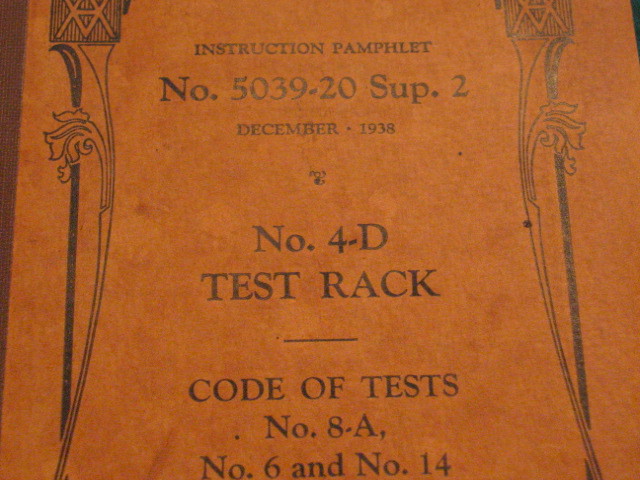 INSTRUCTION PAMPHLET
No. 5039-20 Sup. 2
DECEMBER · 1938
No. 4-D
TEST RACK
CODE OF TESTS
No. 8-A,
No. 6 and No. 14